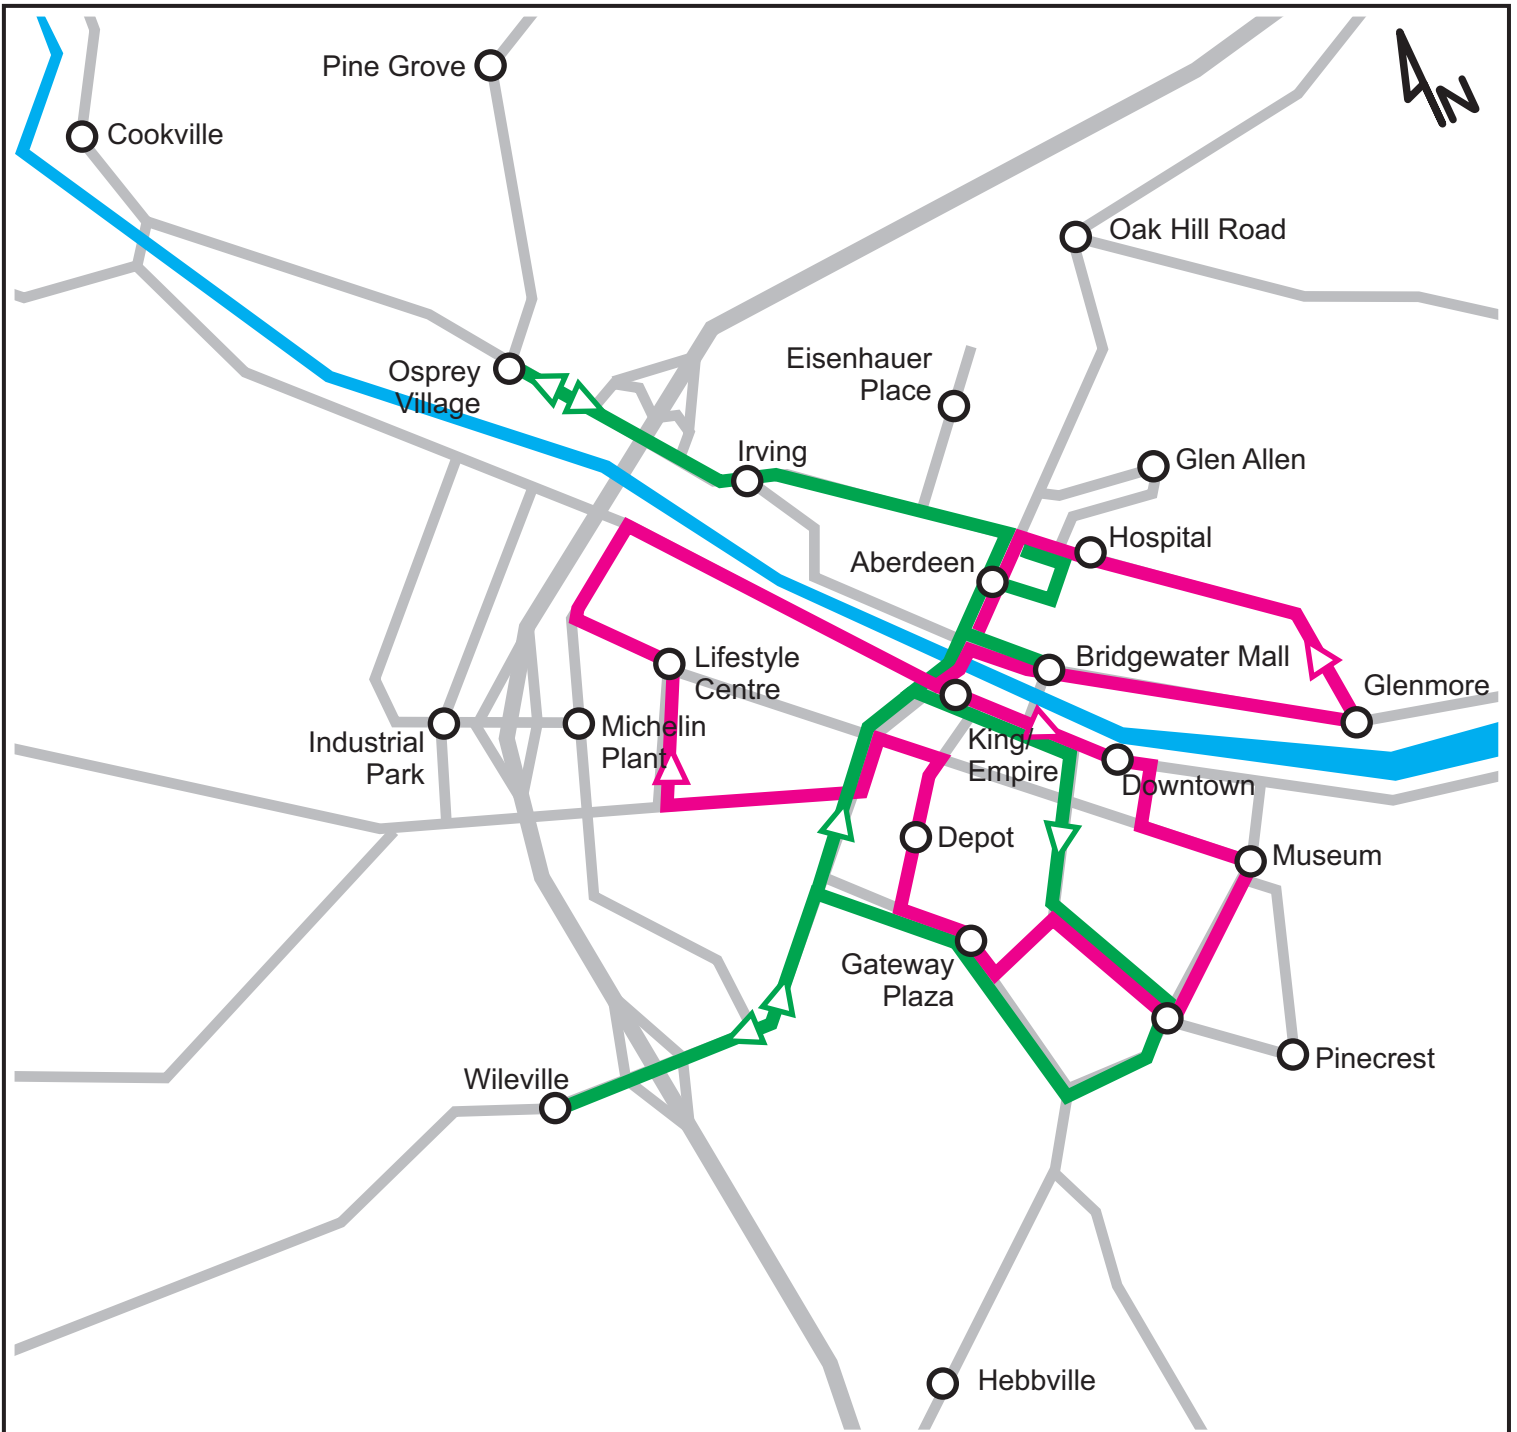 Pine Grove
Cookville
N
Oak Hill Road
Osprey
Village
Eisenhauer
Place
Irving
Glen Allen
Hospital
Aberdeen
Lifestyle
Centre
Bridgewater Mall
Glenmore
Industrial
Park
Michelin
Plant
King/
Empire
Downtown
Depot
Museum
Gateway
Plaza
Pinecrest
Wileville
Hebbville